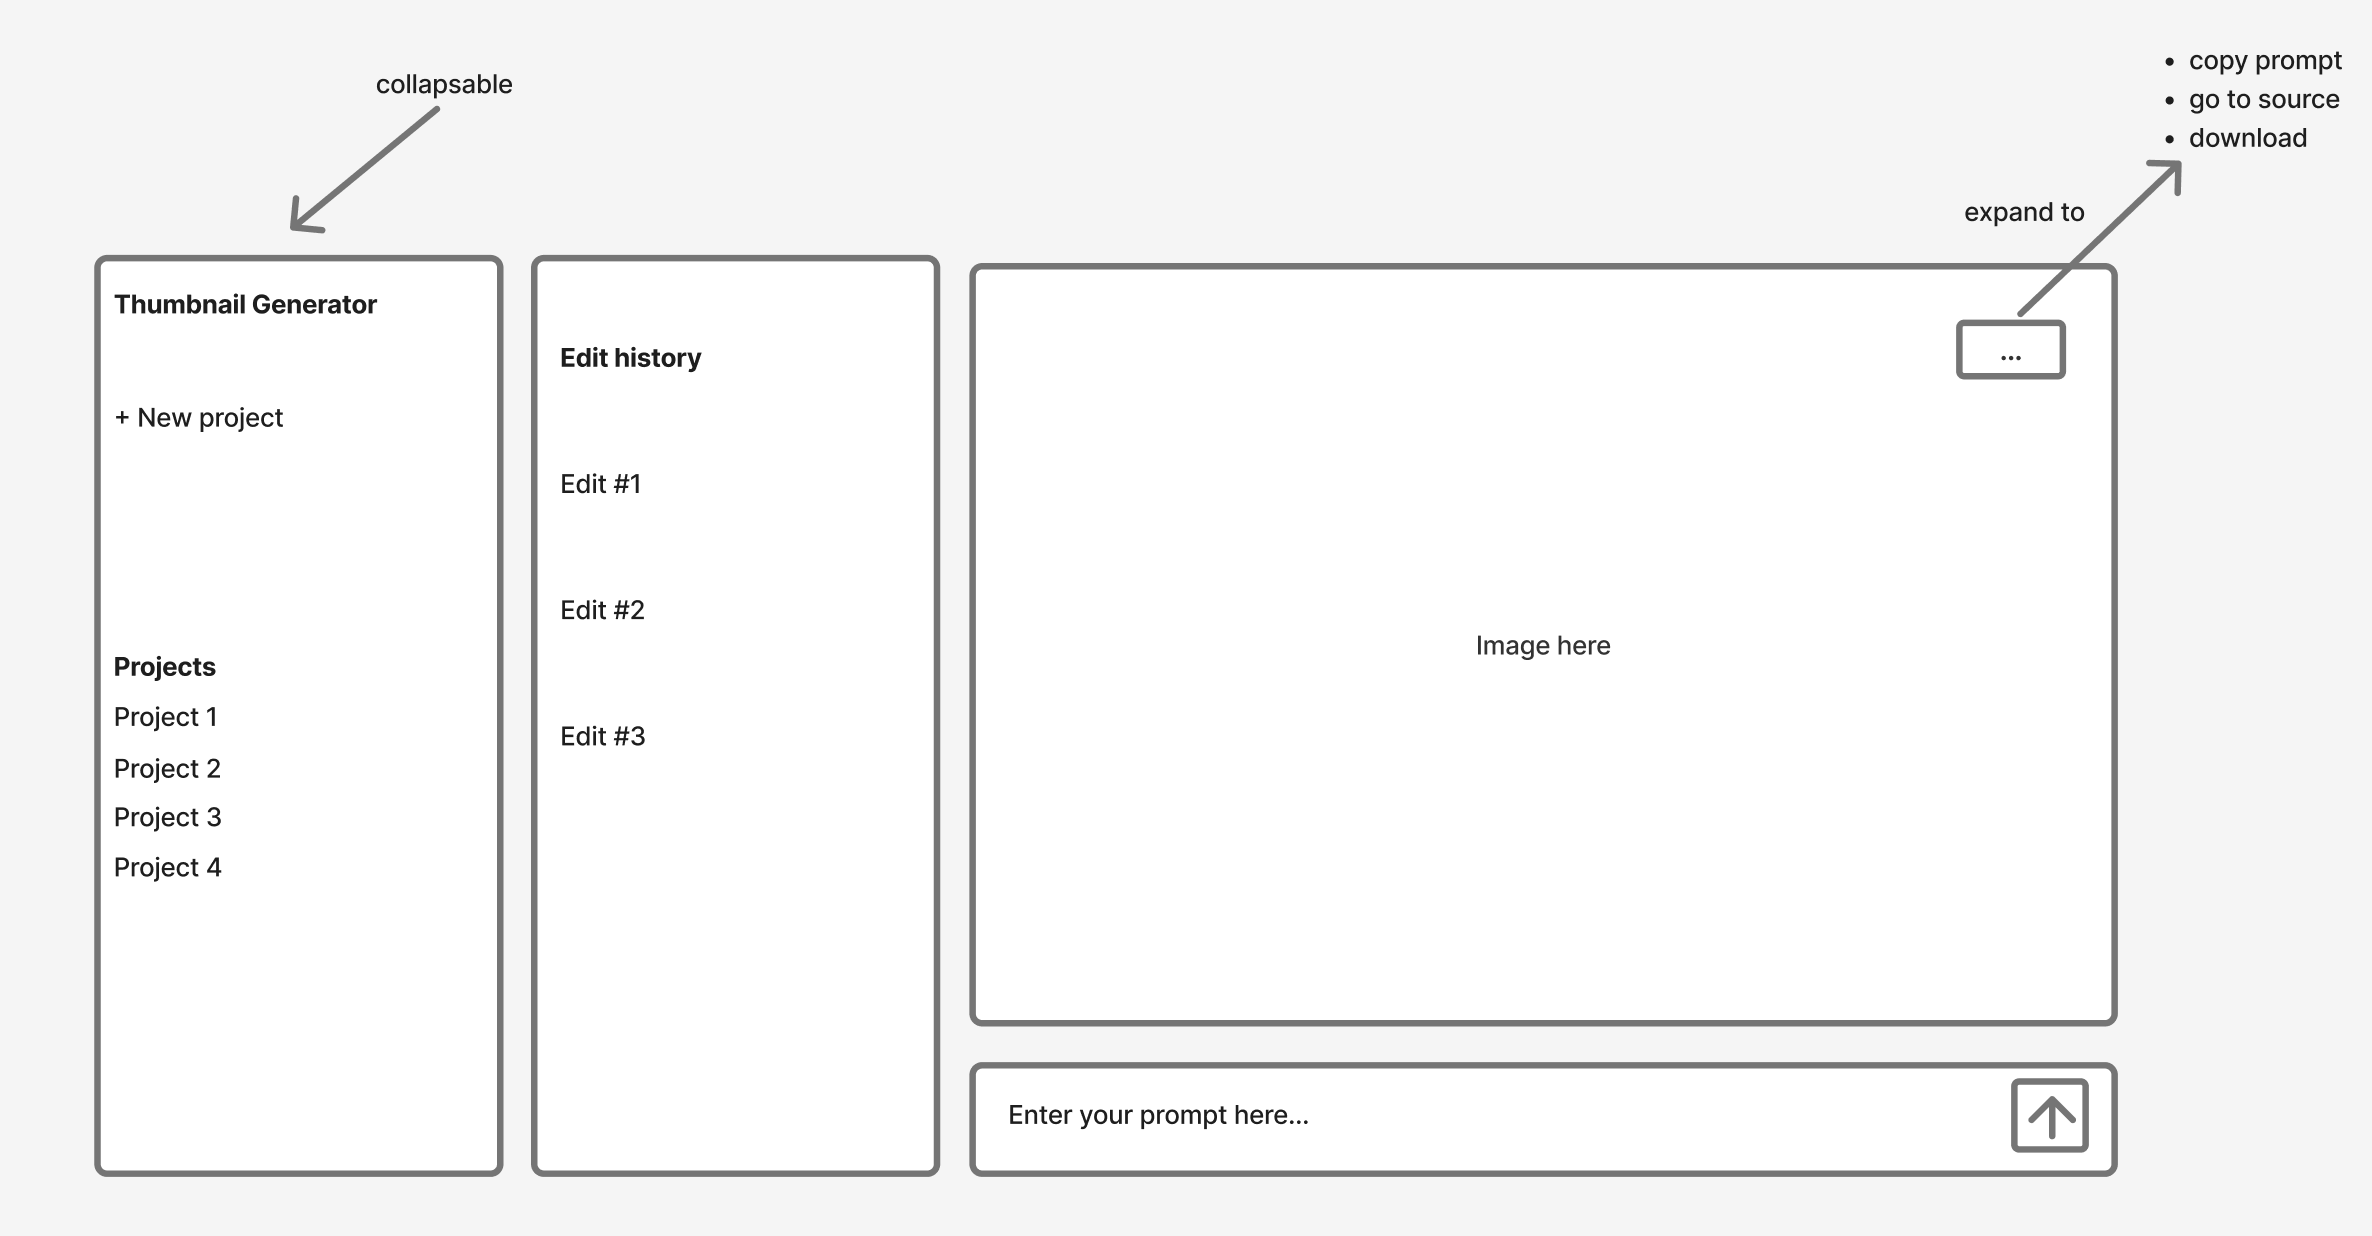 collapsable
• copy prompt
• go to source
• download
expand to
Thumbnail Generator
+ New project
Projects
Project 1
Project 2
Project 3
Project 4
Edit history
Edit #1
Edit #2
Edit #3
...
Image here
Enter your prompt here...